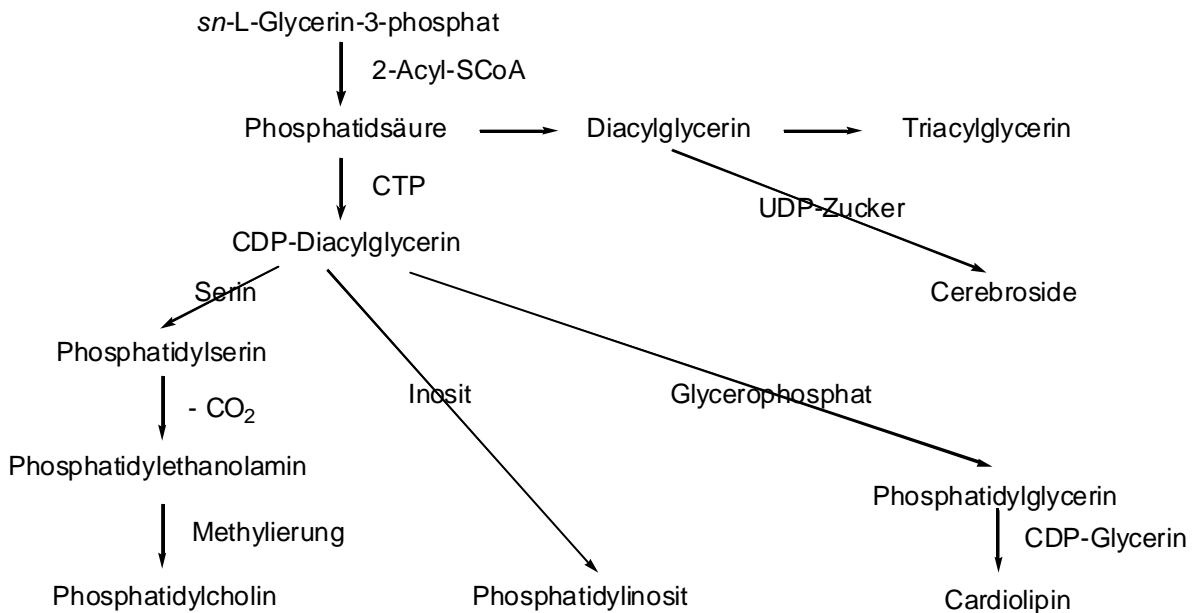 sn-L-Glycerin-3-phosphat
2-Acyl-SCoA
Phosphatidsäure
Diacylglycerin
Triacylglycerin
CTP
UDP-Zucker
CDP-Diacylglycerin
Serin
Cerebroside
Phosphatidylserin
Inosit
Glycerophosphat
- CO₂
Phosphatidylethanolamin
Phosphatidylglycerin
Methylierung
CDP-Glycerin
Phosphatidylcholin
Phosphatidylinosit
Cardiolipin